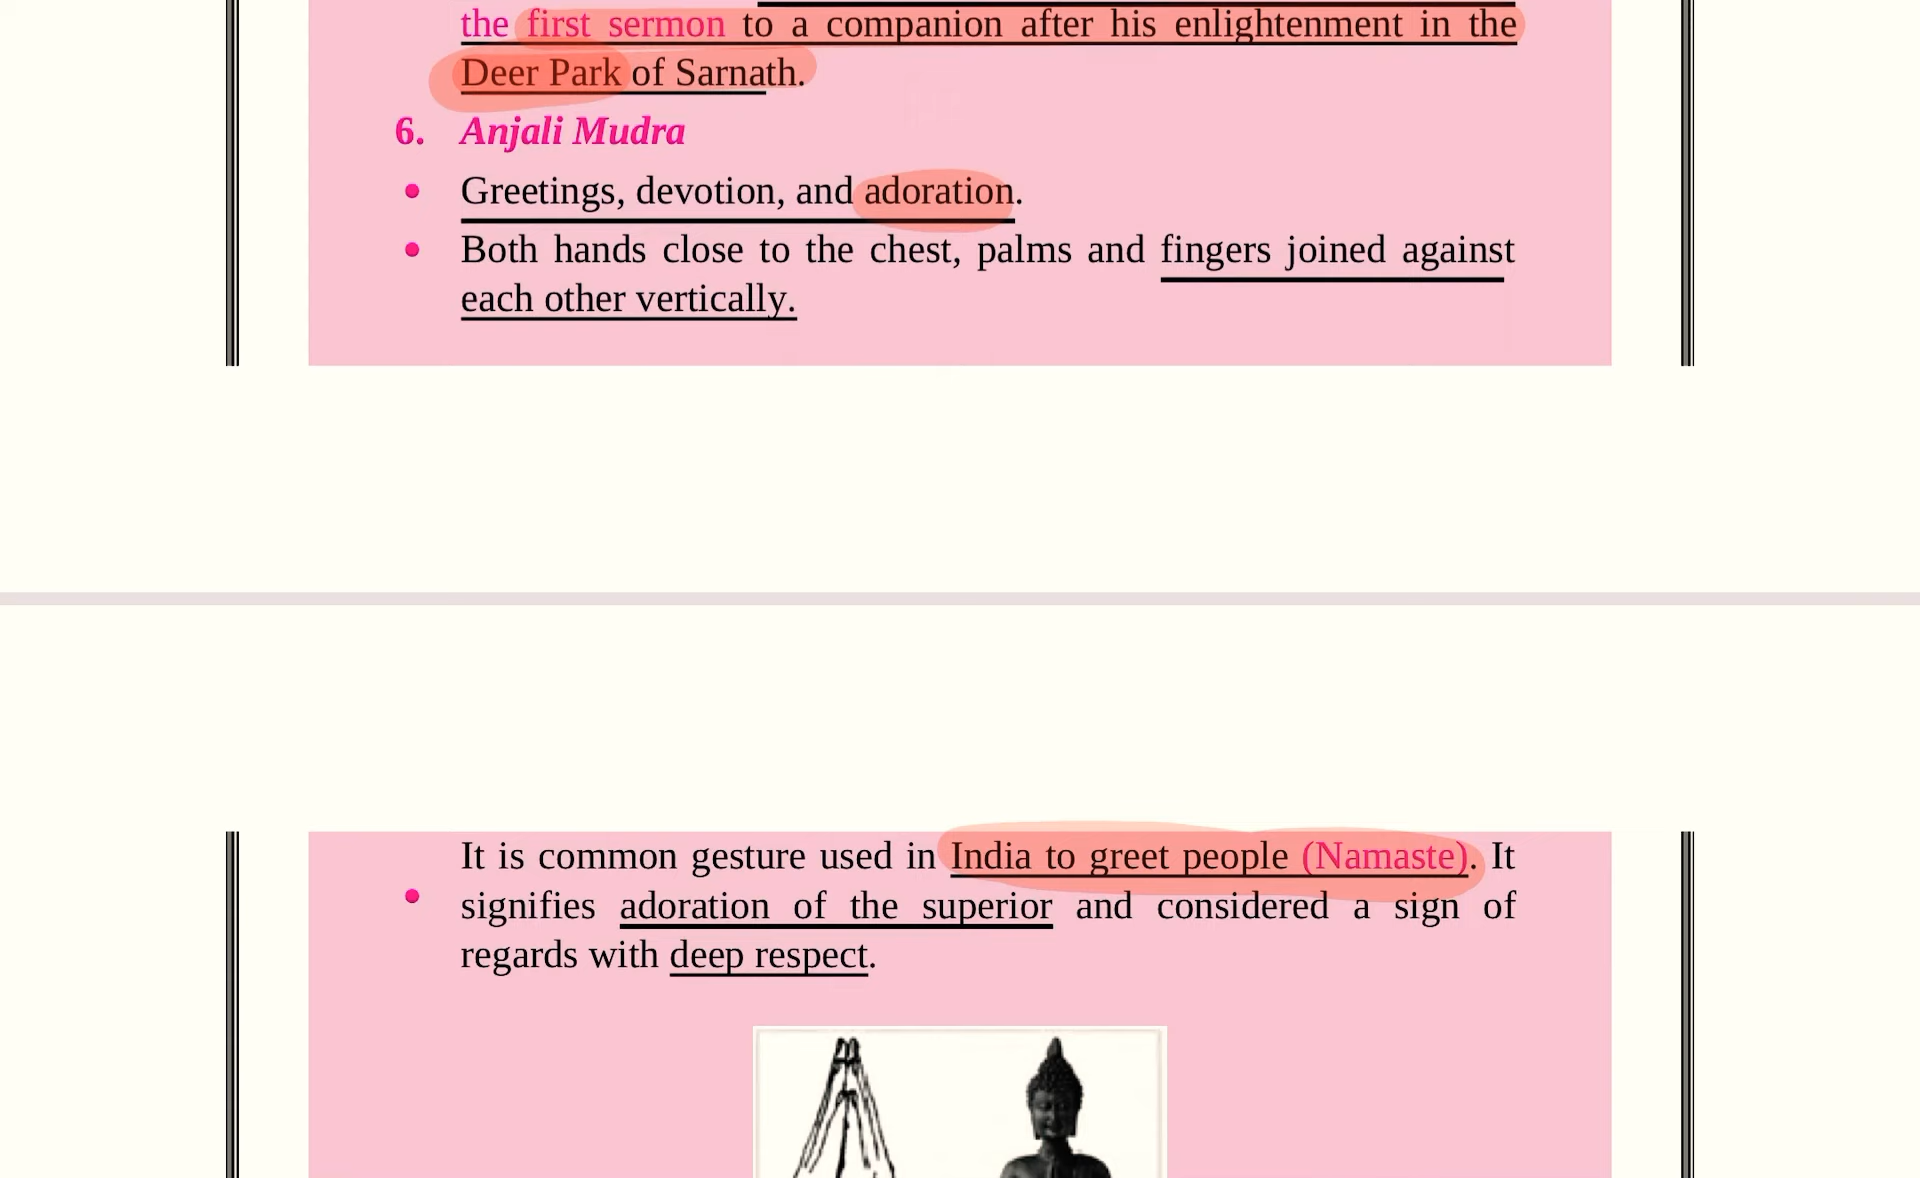 the first sermon to a companion after his enlightenment in the
Deer Park of Sarnath.
6. Anjali Mudra
• Greetings, devotion, and adoration.
• Both hands close to the chest, palms and fingers joined against
each other vertically.
It is common gesture used in India to greet people (Namaste). It
• signifies adoration of the superior and considered a sign of
regards with deep respect.